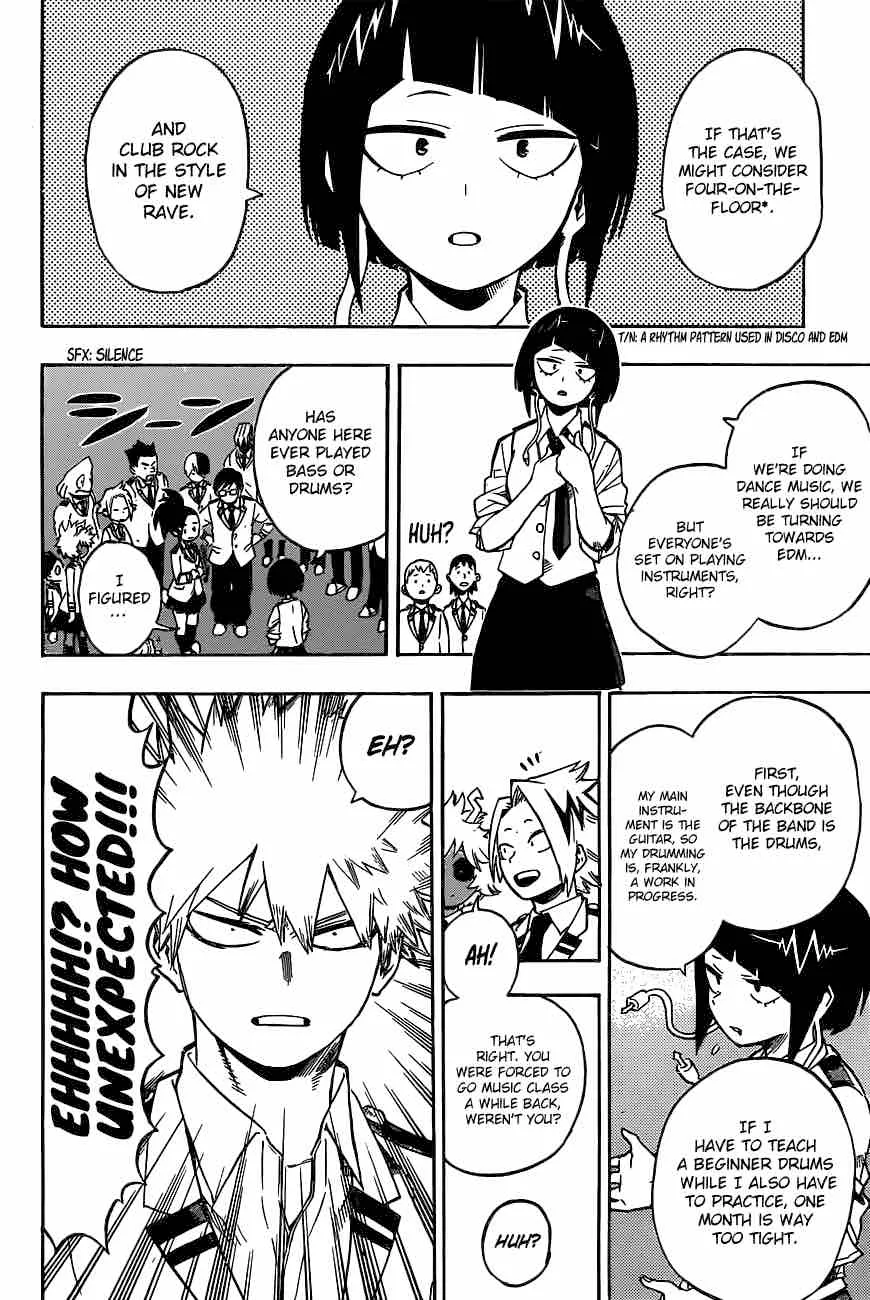 IF THAT'S
THE CASE, WE
MIGHT CONSIDER
FOUR-ON-THE-
FLOOR*.
AND
CLUB ROCK
IN THE STYLE
OF NEW
RAVE.
T/N: A RHYTHM PATTERN USED IN DISCO AND EDM
IF
WE'RE DOING
DANCE MUSIC, WE
REALLY SHOULD
BE TURNING
TOWARDS
EDM...
BUT
EVERYONE'S
SET ON PLAYING
INSTRUMENTS,
RIGHT?
HUH?
SFX: SILENCE
シーン
HAS
ANYONE HERE
EVER PLAYED
BASS OR
DRUMS?
I
FIGURED
...
FIRST,
EVEN THOUGH
THE BACKBONE
OF THE BAND IS
THE DRUMS,
MY MAIN
INSTRU-
MENT IS THE
GUITAR, SO
MY DRUMMING
IS, FRANKLY,
A WORK IN
PROGRESS.
IF I
HAVE TO TEACH
A BEGINNER DRUMS
WHILE I ALSO HAVE
TO PRACTICE, ONE
MONTH IS WAY
TOO TIGHT.
AH!
THAT'S
RIGHT. YOU
WERE FORCED TO
GO MUSIC CLASS
A WHILE BACK,
WEREN'T YOU?
HUH?
EH?
EHHHHH!? HOW
UNEXPECTED!!!